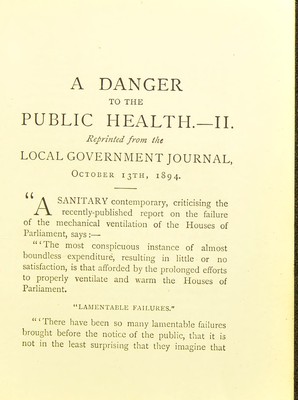 A DANGER
TO THE
PUBLIC HEALTH.—II.
Reprinted from the
LOCAL GOVERNMENT JOURNAL,
OCTOBER 13TH, 1894.
"A SANITARY contemporary, criticising the
recently-published report on the failure
of the mechanical ventilation of the Houses of
Parliament, says :—
"'The most conspicuous instance of almost
boundless expenditure, resulting in little or no
satisfaction, is that afforded by the prolonged efforts
to properly ventilate and warm the Houses of
Parliament.
"LAMENTABLE FAILURES."
"'There have been so many lamentable failures
brought before the notice of the public, that it is
not in the least surprising that they imagine that